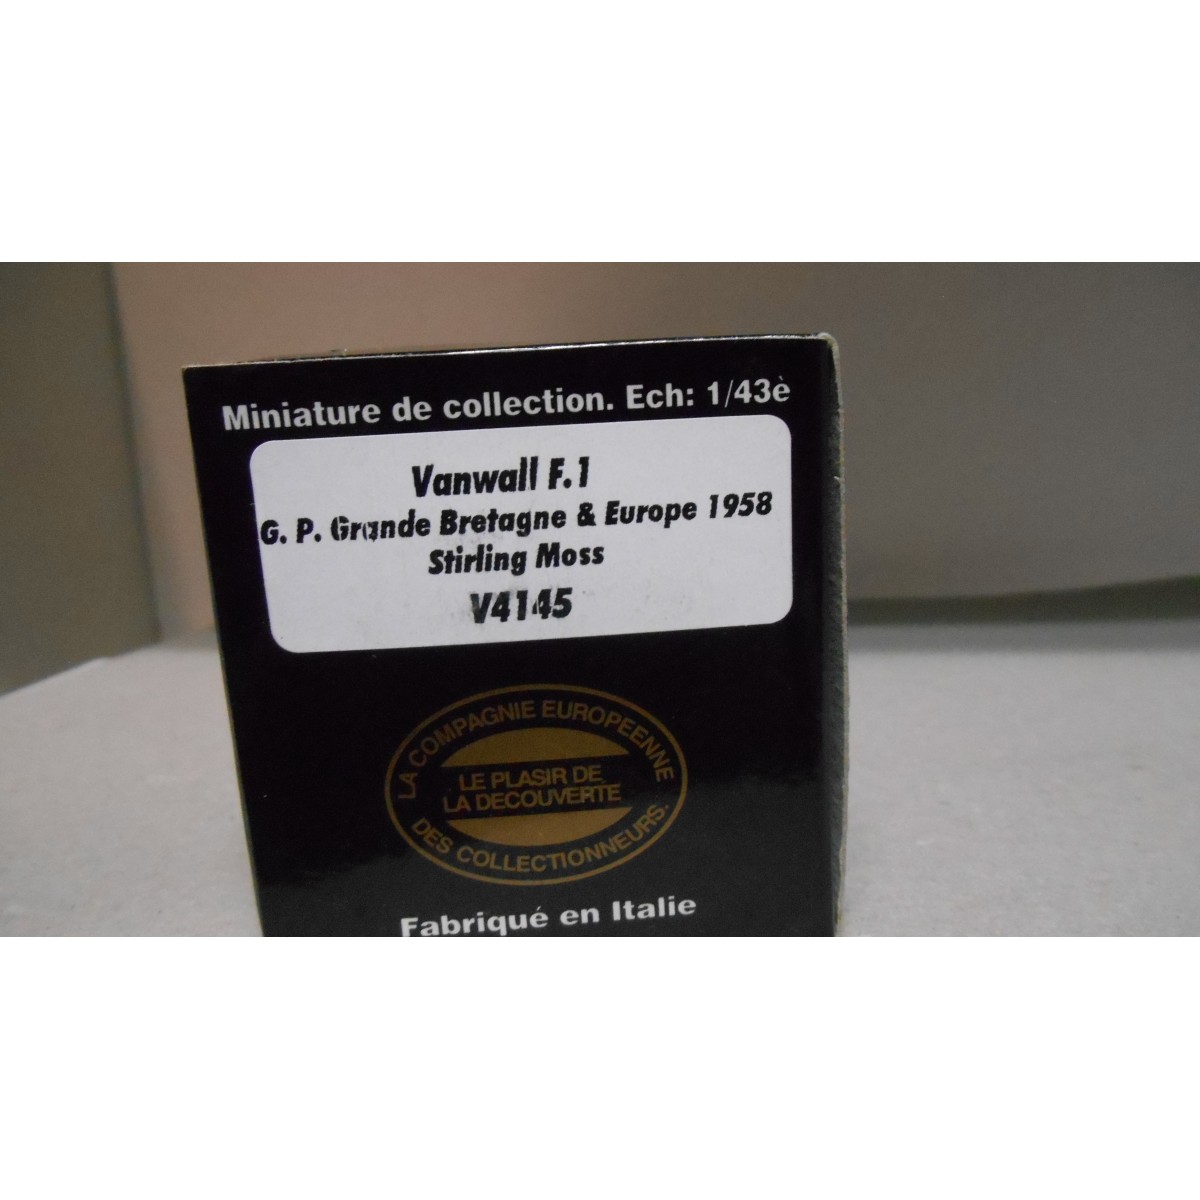 Miniature de collection. Ech: 1/43è
Vanwall F.1
G. P. Grande Bretagne & Europe 1958
Stirling Moss
V4145
LA COMPAGNIE EUROPEENNE
LE PLASIR DE
LA DECOUVERTE
DES COLLECTIONNEURS.
Fabriqué en Italie